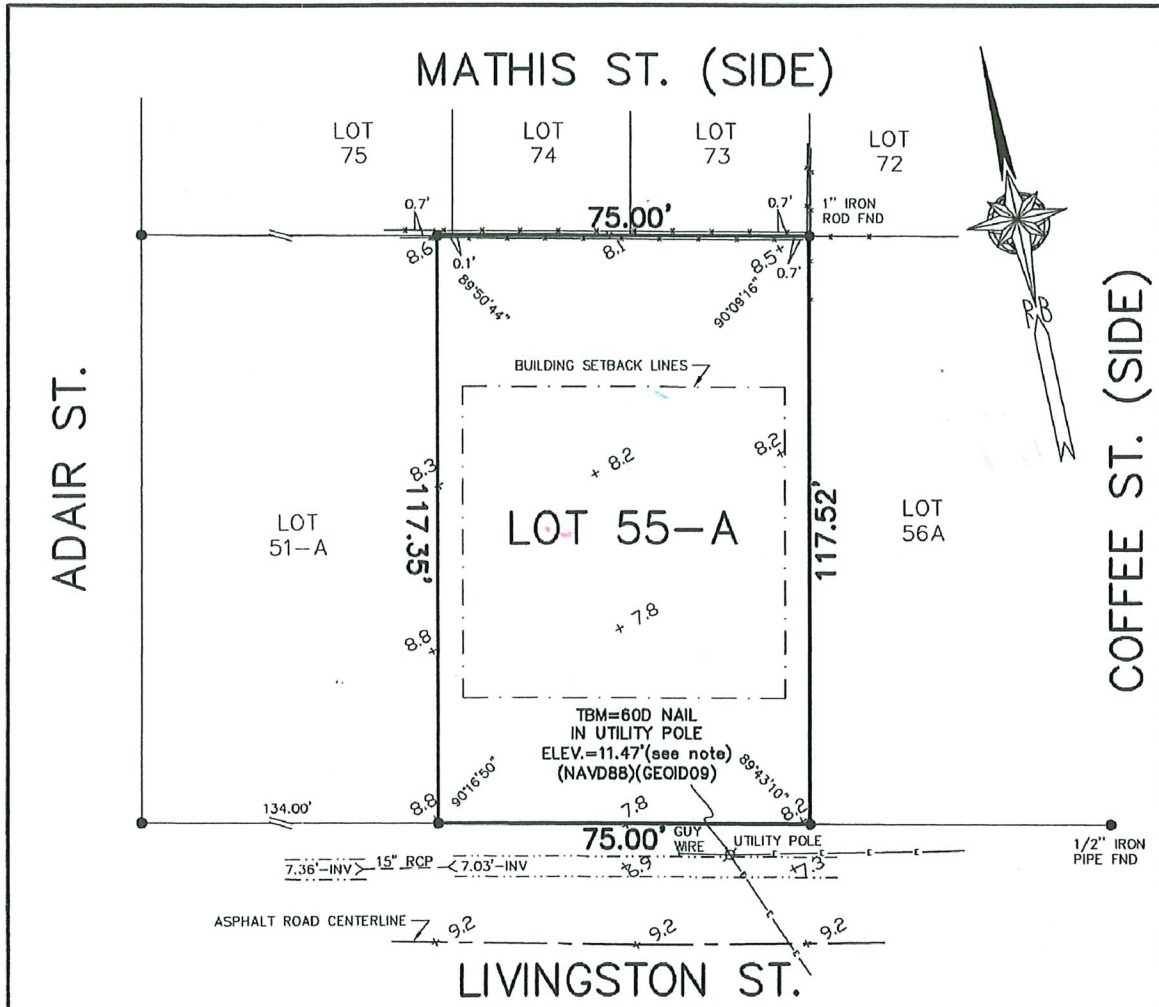 MATHIS ST. (SIDE)
LOT
75
LOT
74
LOT
73
LOT
72
0.7'
75.00'
0.7'
1" IRON
ROD FND
8.6
0.1'
8.1
8.5
0.7'
89°50'44"
90°09'16"
RB
BUILDING SETBACK LINES
ADAIR ST.
COFFEE ST. (SIDE)
8.3
8.2
8.2
LOT
51-A
117.35'
LOT 55-A
117.52'
LOT
56A
8.8
7.8
TBM=60D NAIL
IN UTILITY POLE
ELEV.=11.47'(see note)
(NAVD88)(GEOID09)
90°16'50"
89°43'10"
134.00'
8.8
7.8
8.2
75.00'
GUY
WIRE
UTILITY POLE
1/2" IRON
PIPE FND
7.36'-INV
15" RCP
7.03'-INV
6.9
7.3
ASPHALT ROAD CENTERLINE
9.2
9.2
9.2
LIVINGSTON ST.